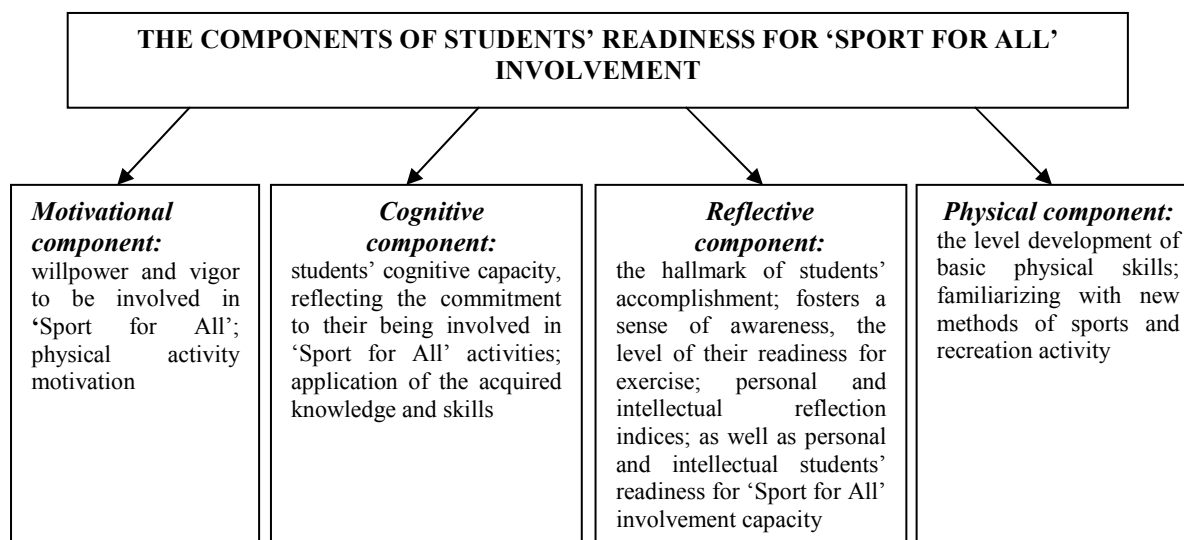 THE COMPONENTS OF STUDENTS’ READINESS FOR ‘SPORT FOR ALL’
INVOLVEMENT
Motivational
component:
willpower and vigor
to be involved in
‘Sport for All’;
physical activity
motivation
Cognitive
component:
students’ cognitive capacity,
reflecting the commitment
to their being involved in
‘Sport for All’ activities;
application of the acquired
knowledge and skills
Reflective
component:
the hallmark of students’
accomplishment; fosters a
sense of awareness, the
level of their readiness for
exercise; personal and
intellectual reflection
indices; as well as personal
and intellectual students’
readiness for ‘Sport for All’
involvement capacity
Physical component:
the level development of
basic physical skills;
familiarizing with new
methods of sports and
recreation activity